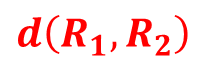 d(R₁, R₂)